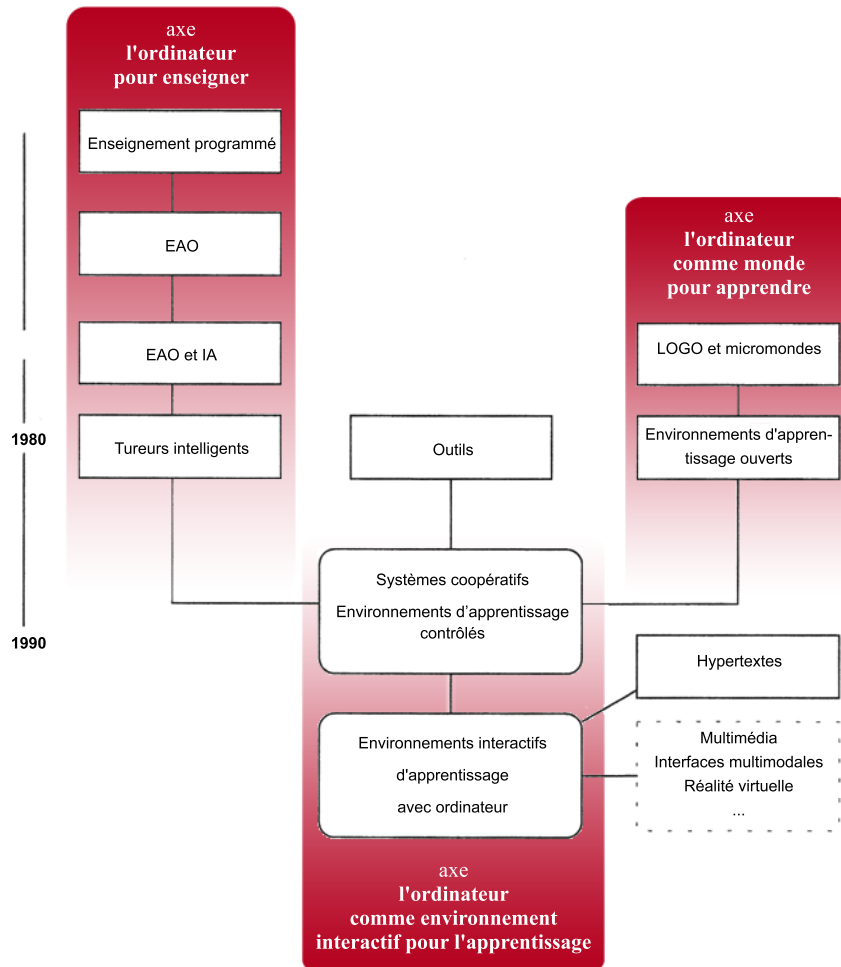 axe
l'ordinateur
pour enseigner
Enseignement programmé
EAO
EAO et IA
Tureurs intelligents
1980
1990
Outils
axe
l'ordinateur
comme monde
pour apprendre
LOGO et micromondes
Environnements d'appren-
tissage ouverts
Systèmes coopératifs
Environnements d'apprentissage
contrôlés
Hypertextes
Environnements interactifs
d'apprentissage
avec ordinateur
Multimédia
Interfaces multimodales
Réalité virtuelle
...
axe
l'ordinateur
comme environnement
interactif pour l'apprentissage